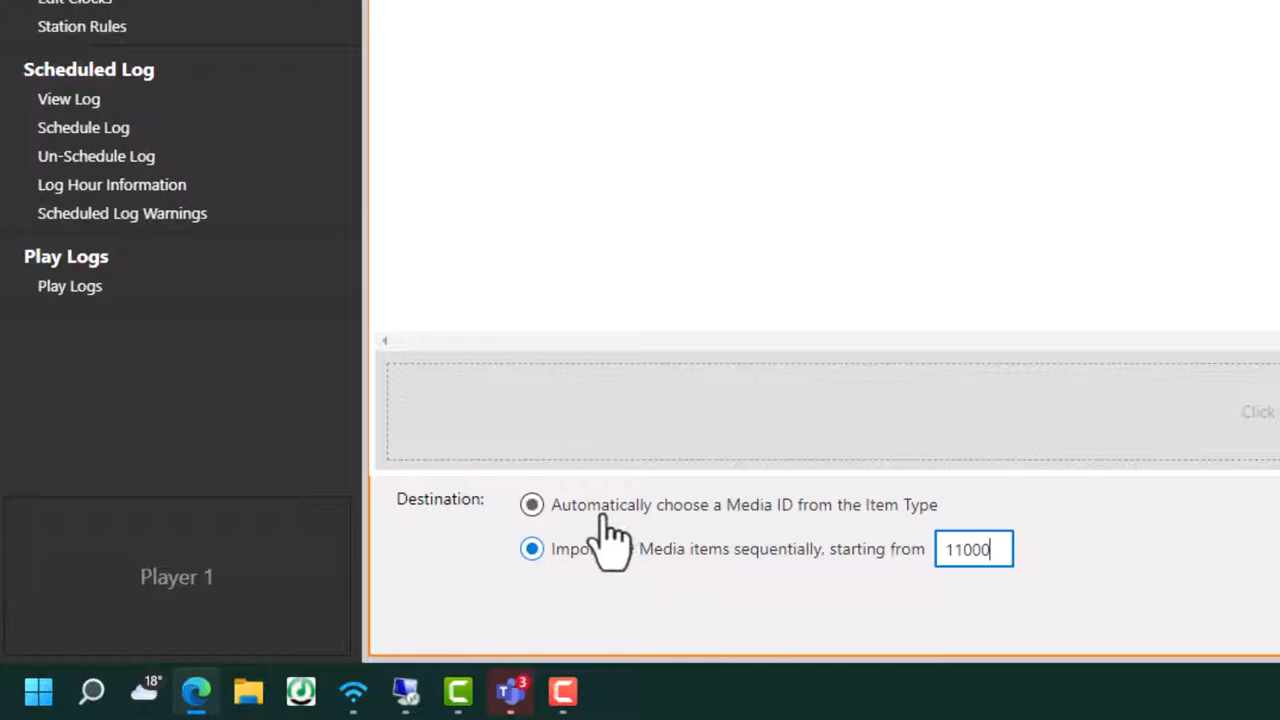 Edit Clocks
Station Rules
Scheduled Log
View Log
Schedule Log
Un-Schedule Log
Log Hour Information
Scheduled Log Warnings
Play Logs
Play Logs
Click
Destination:
Automatically choose a Media ID from the Item Type
Media items sequentially, starting from
11000
Player 1
18°
3